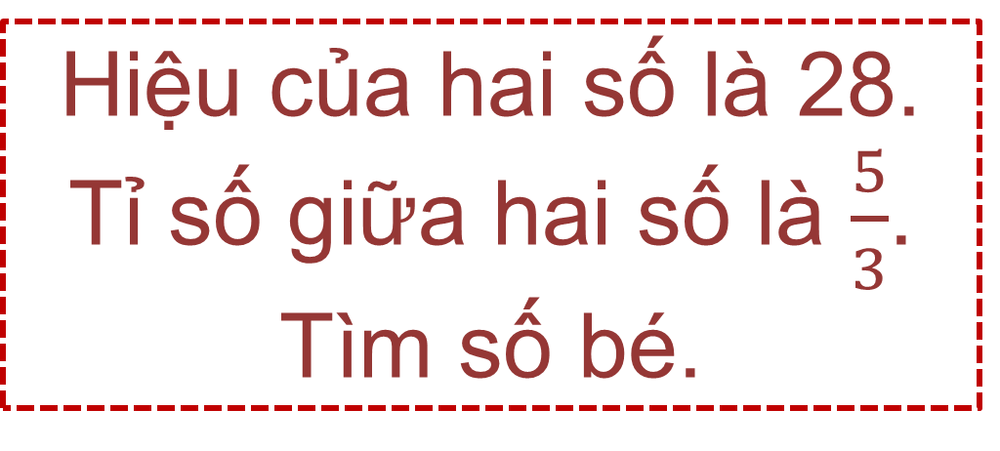 Hiệu của hai số là 28.
Tỉ số giữa hai số là 5/3.
Tìm số bé.